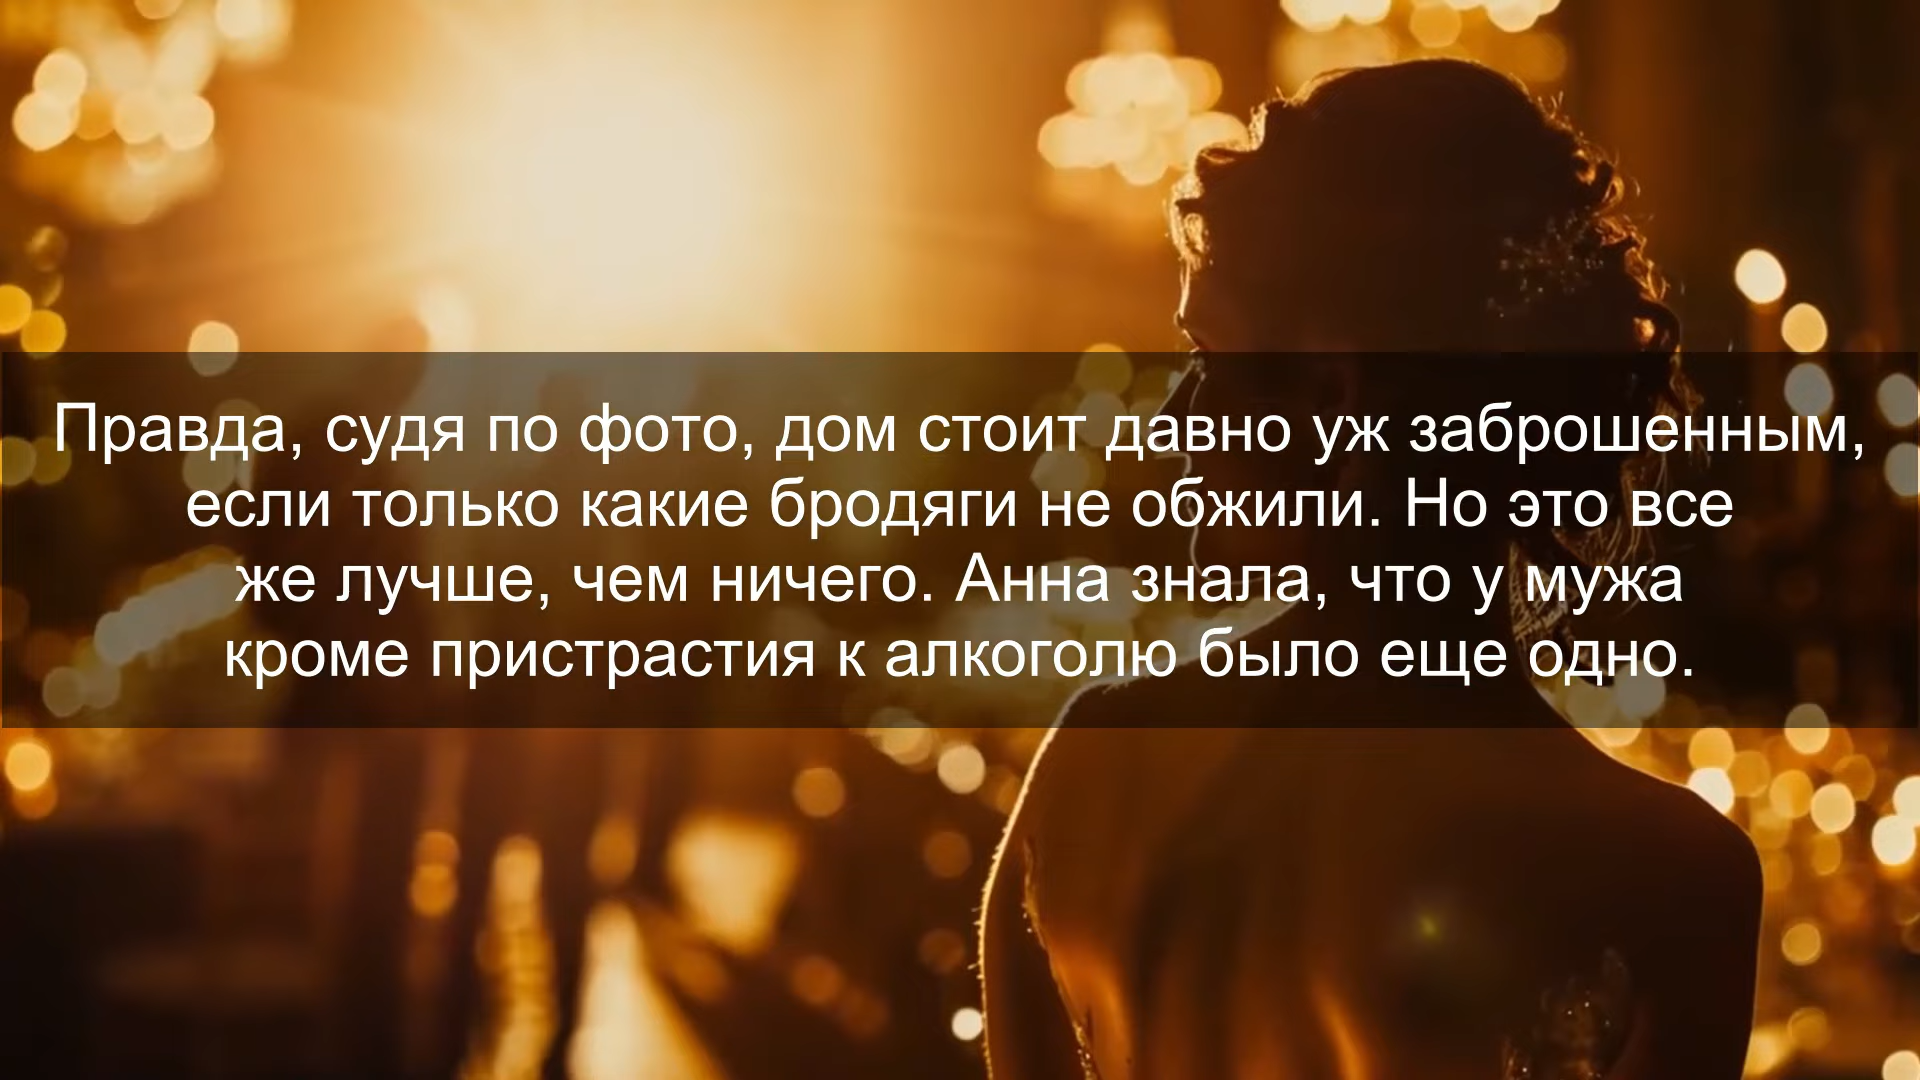 Правда, судя по фото, дом стоит давно уж заброшенным,
если только какие бродяги не обжили. Но это все
же лучше, чем ничего. Анна знала, что у мужа
кроме пристрастия к алкоголю было еще одно.